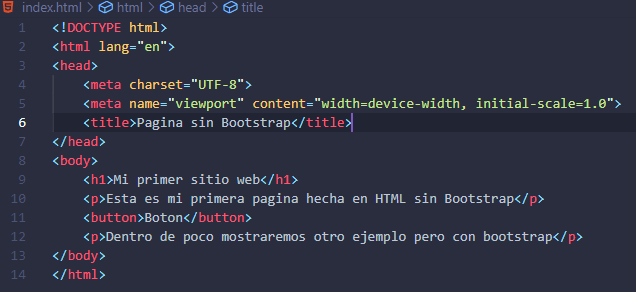 index.html > html > head > title
1 <!DOCTYPE html>
2 <html lang="en">
3 <head>
4 <meta charset="UTF-8">
5 <meta name="viewport" content="width=device-width, initial-scale=1.0">
6 <title>Pagina sin Bootstrap</title>
7 </head>
8 <body>
9 <h1>Mi primer sitio web</h1>
10 <p>Esta es mi primera pagina hecha en HTML sin Bootstrap</p>
11 <button>Boton</button>
12 <p>Dentro de poco mostraremos otro ejemplo pero con bootstrap</p>
13 </body>
14 </html>